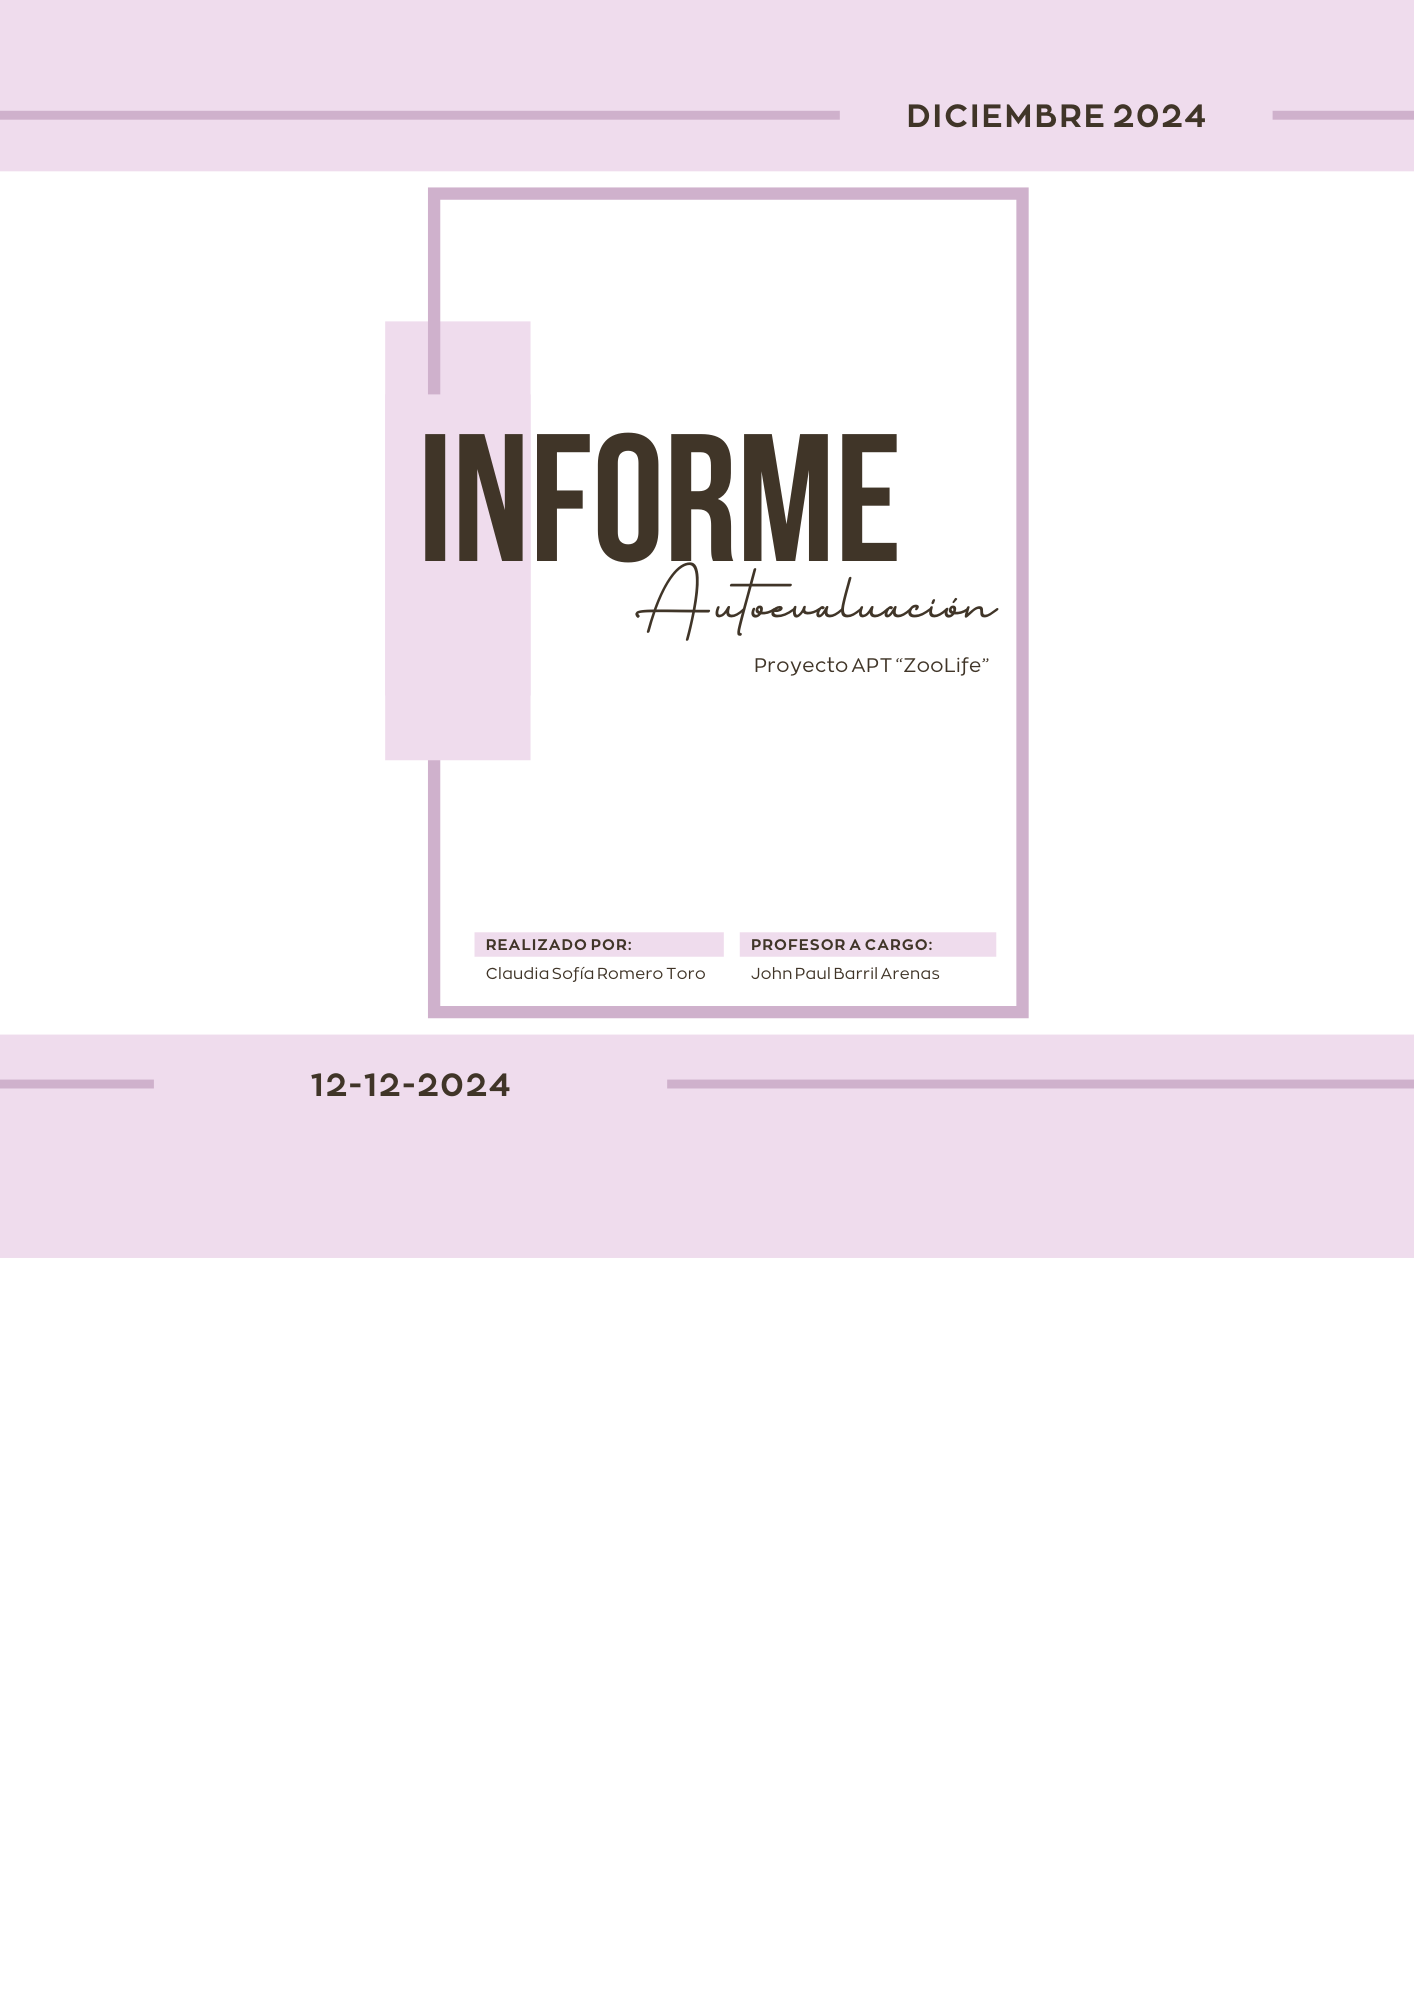 DICIEMBRE 2024
INFORME
Autoevaluación
Proyecto APT “ZooLife”
REALIZADO POR:
Claudia Sofía Romero Toro
PROFESOR A CARGO:
John Paul Barril Arenas
12-12-2024